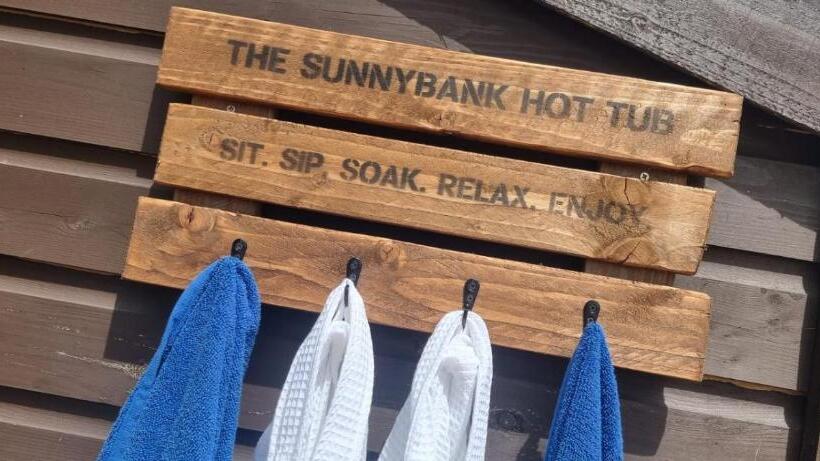 THE SUNNYBANK HOT TUB
SIT. SIP. SOAK. RELAX. ENJOY.